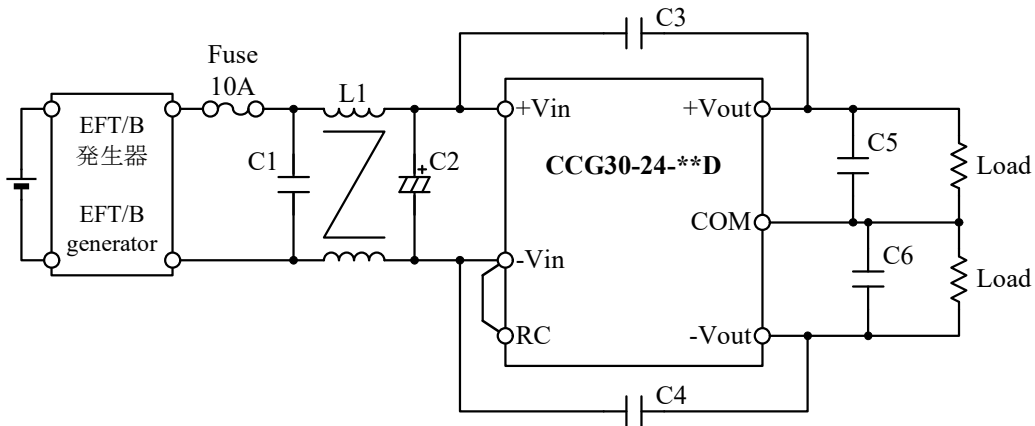 C3
Fuse
10A
L1
+Vin
+Vout
EFT/B
発生器
C1
+
C2
CCG30-24-**D
C5
Load
COM
EFT/B
generator
-Vin
C6
Load
RC
-Vout
C4